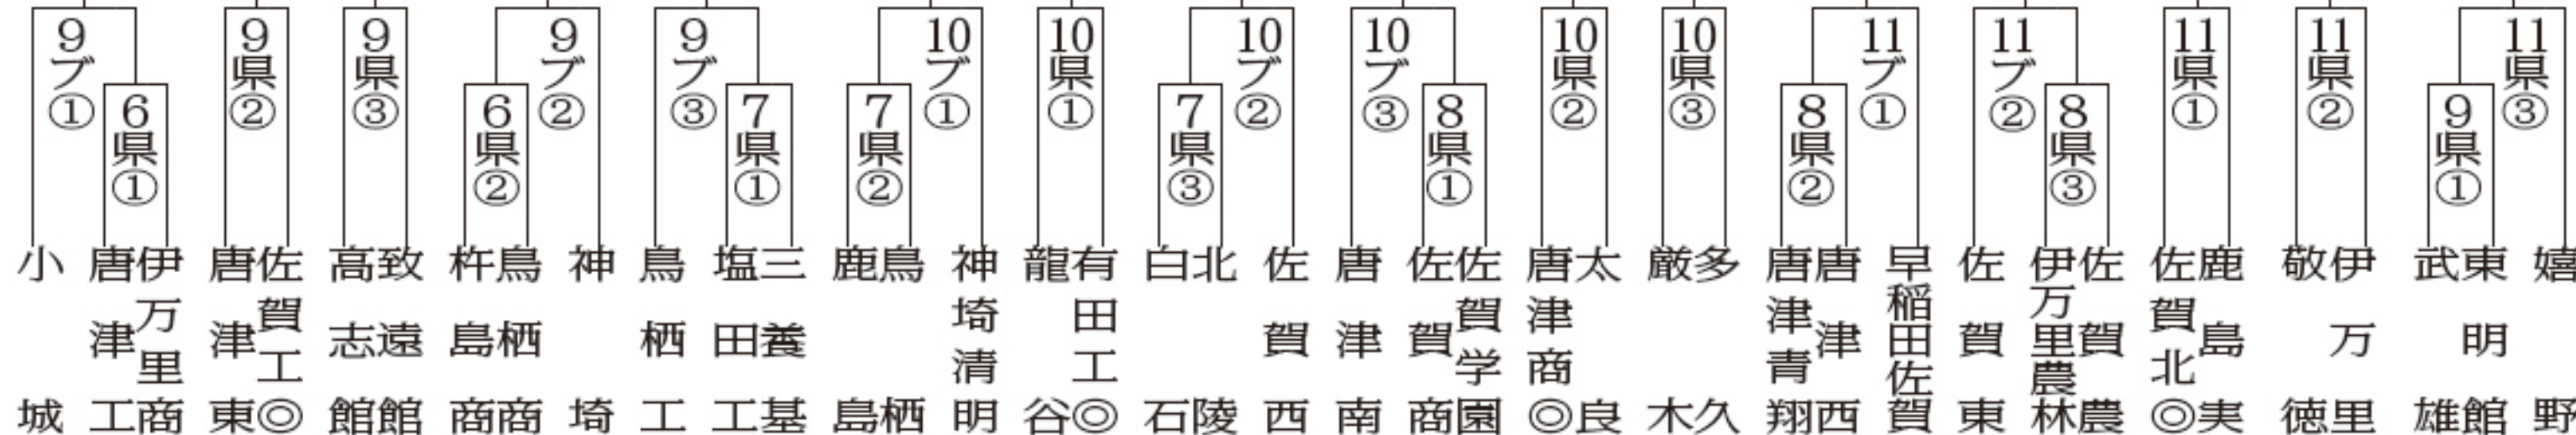 9ブ①
6県①
9県②
9県③
6県②
9ブ②
9ブ③
7県①
7県②
10ブ①
10県①
7県③
10ブ②
10ブ③
8県①
10県②
10県③
8県②
11ブ①
11ブ②
8県③
11県①
11県②
9県①
11県③
小城
唐津工
伊万里商
唐津東
佐賀工◎
高志館
致遠館
杵島商
鳥栖商
神埼
鳥栖工
塩田工
三養基
鹿島
鳥栖
神埼清明
龍谷
有田工◎
白石
北陵
佐賀西
唐津南
佐賀商
佐賀学園
唐津商◎
太良
厳木
多久
唐津青翔
唐津西
早稲田佐賀
佐賀東
伊万里農林
佐賀農
佐賀北◎
鹿島実
敬徳
伊万里
武雄
東明館
嬉野